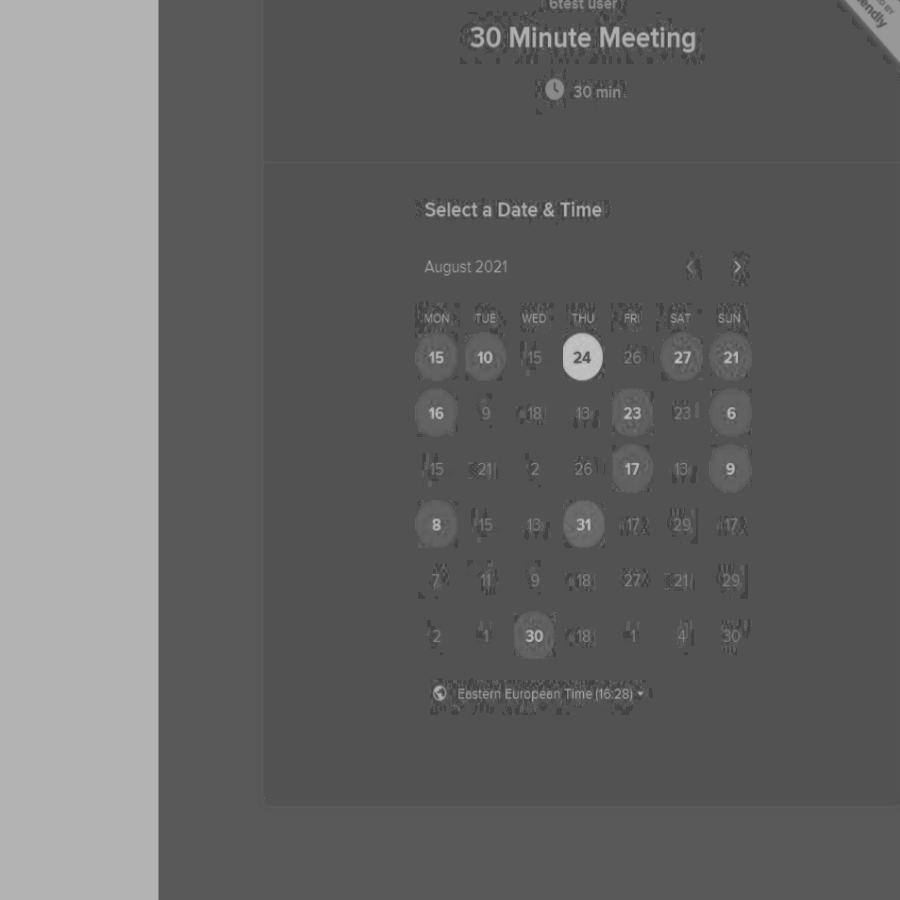 6test user
30 Minute Meeting
30 min
Select a Date & Time
August 2021
MON TUE WED THU FRI SAT SUN
15 10 15 24 26 27 21
16 9 18 13 23 23 6
15 21 2 26 17 13 9
8 15 13 31 17 29 17
7 11 9 18 27 21 29
2 1 30 18 1 4 30
Eastern European Time (16:28)